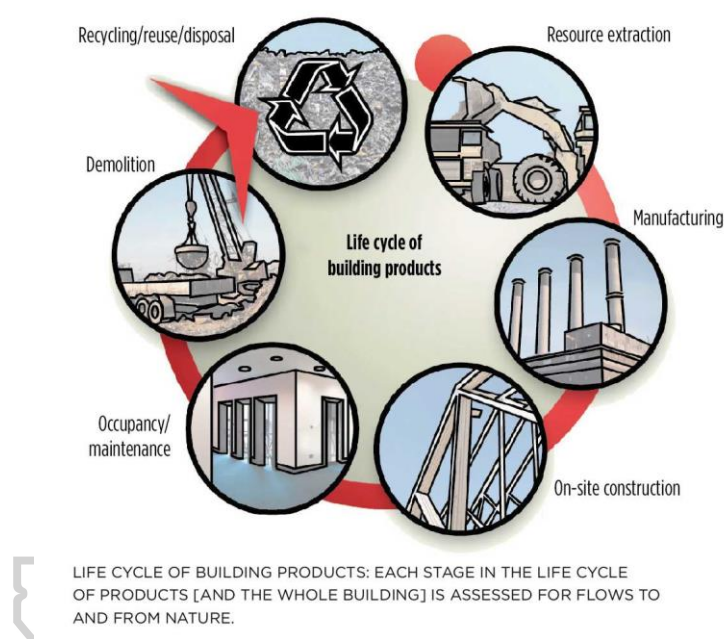 Recycling/reuse/disposal
Resource extraction
Demolition
Manufacturing
Life cycle of
building products
Occupancy/
maintenance
On-site construction
LIFE CYCLE OF BUILDING PRODUCTS: EACH STAGE IN THE LIFE CYCLE
OF PRODUCTS [AND THE WHOLE BUILDING] IS ASSESSED FOR FLOWS TO
AND FROM NATURE.